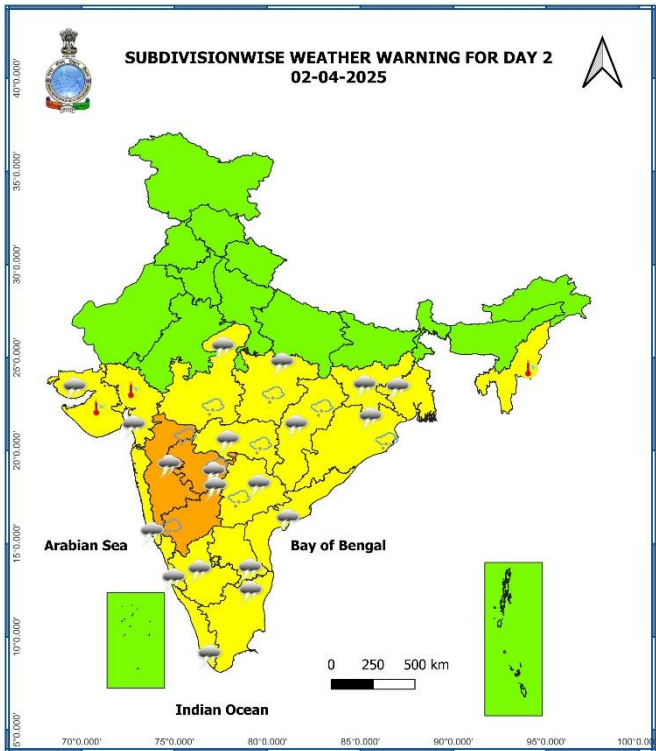 SUBDIVISIONWISE WEATHER WARNING FOR DAY 2
02-04-2025
40°0.000'
35°0.000'
30°0.000'
25°0.000'
20°0.000'
15°0.000'
10°0.000'
5°0.000'
Arabian Sea
Bay of Bengal
0 250 500 km
Indian Ocean
70°0.000' 75°0.000' 80°0.000' 85°0.000' 90°0.000' 95°0.000' 100°0.0